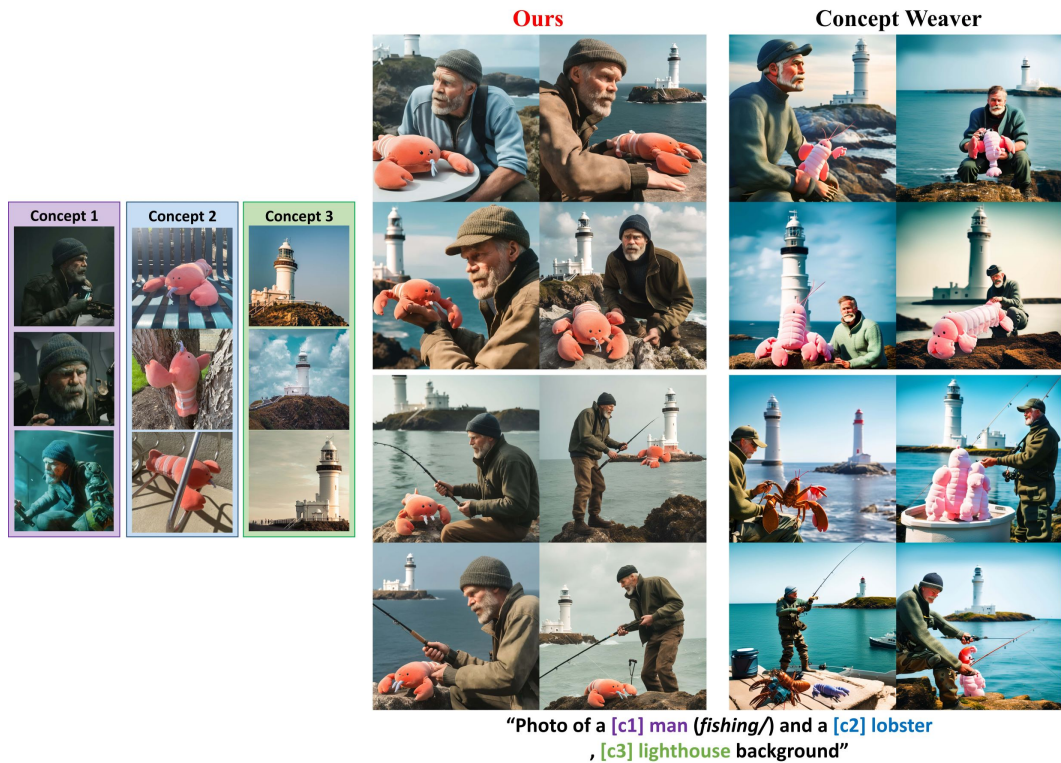 Ours
Concept Weaver
Concept 1
Concept 2
Concept 3
“Photo of a [c1] man (fishing/) and a [c2] lobster
, [c3] lighthouse background”